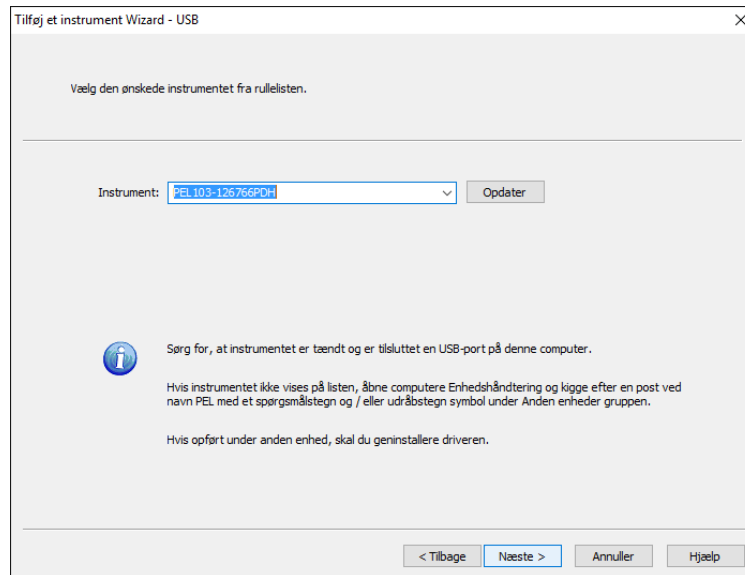 Tilføj et instrument Wizard - USB
Vælg den ønskede instrumentet fra rullelisten.
Instrument: PEL103-126766PDH Opdater
Sørg for, at instrumentet er tændt og er tilsluttet en USB-port på denne computer.
Hvis instrumentet ikke vises på listen, åbne computere Enhedshåndtering og kigge efter en post ved
navn PEL med et spørgsmålstegn og / eller udråbstegn symbol under Anden enheder gruppen.
Hvis opført under anden enhed, skal du geninstallere driveren.
< Tilbage Næste > Annuller Hjælp